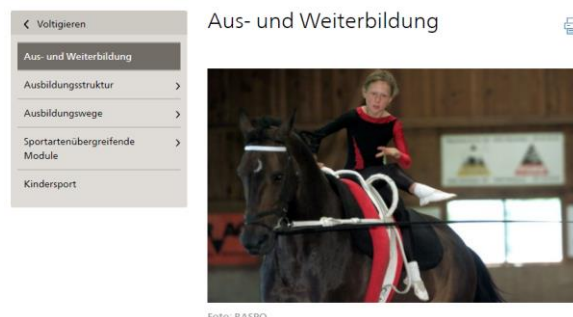 Voltigieren
Aus- und Weiterbildung
Ausbildungsstruktur
Ausbildungswege
Sportartenübergreifende
Module
Kindersport
Aus- und Weiterbildung
Foto: BASPO